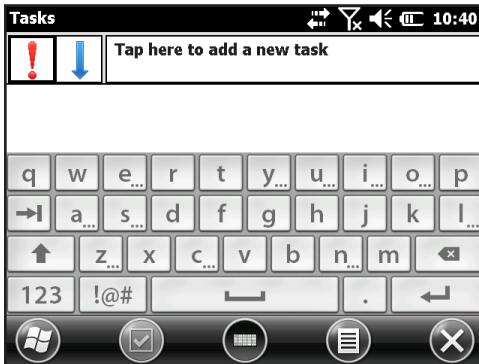 Tasks 10:40
Tap here to add a new task
q w e... r t y... u... i... o... p
a... s... d f g h j k l...
z... x c... v b n... m
123 !@# .